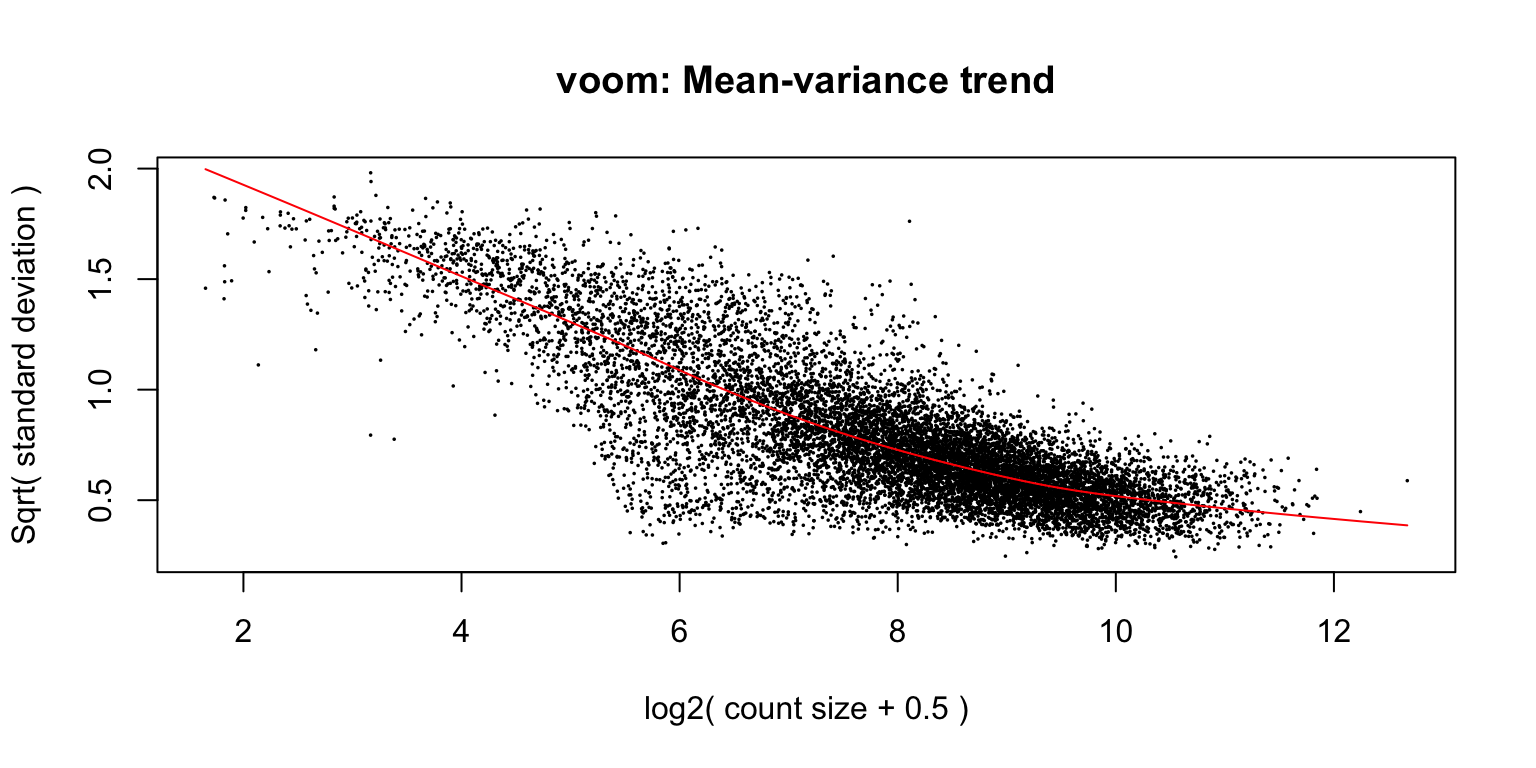 voom: Mean-variance trend
Sqrt( standard deviation )
2.0
1.5
1.0
0.5
2 4 6 8 10 12
log2( count size + 0.5 )